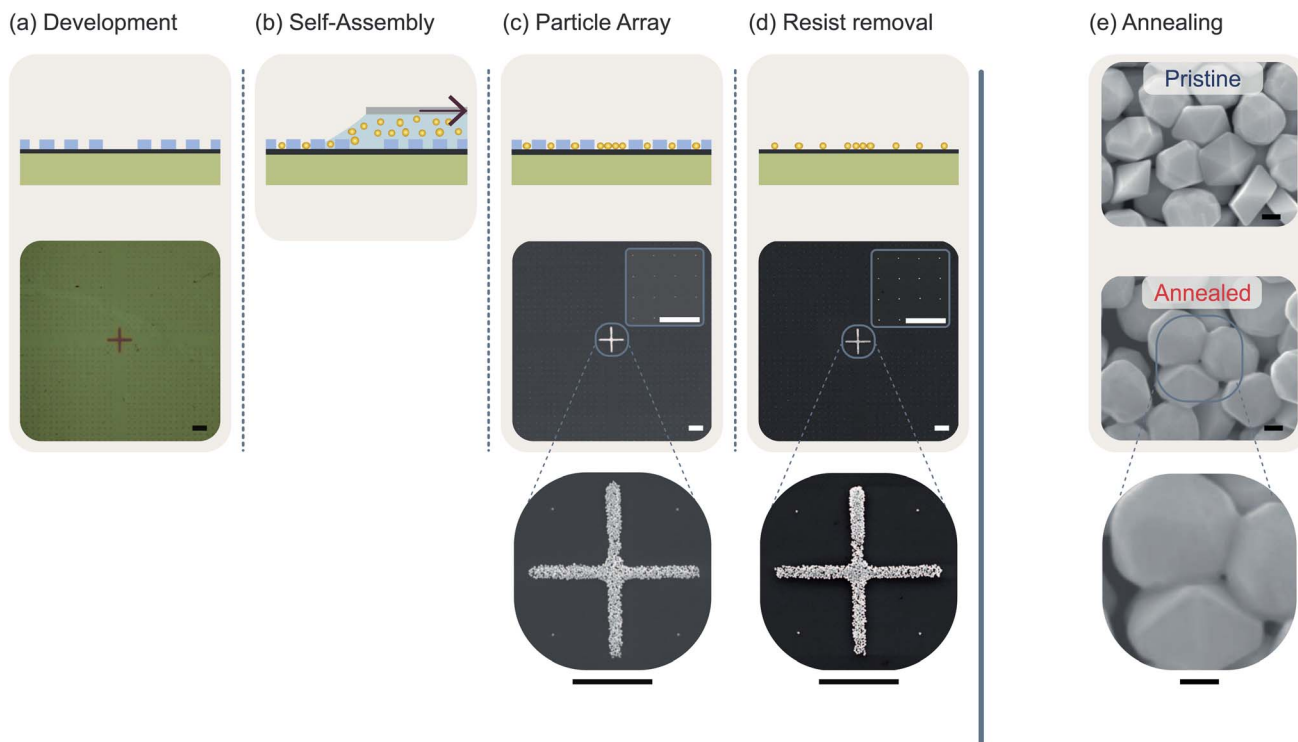 (a) Development
(b) Self-Assembly
(c) Particle Array
(d) Resist removal
(e) Annealing
Pristine
Annealed